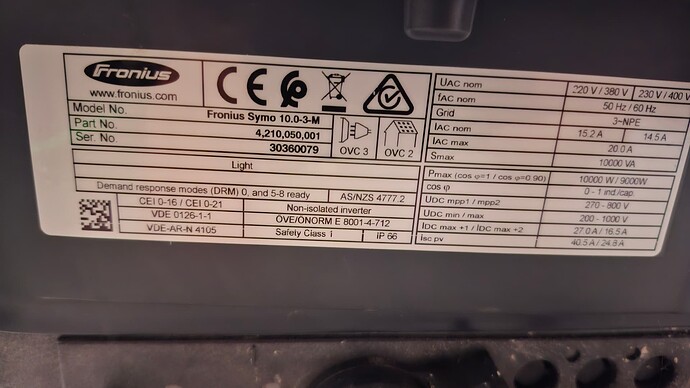 Fronius
www.fronius.com
CE
Model No. Fronius Symo 10.0-3-M
Part No. 4,210,050,001
Ser. No. 30360079
OVC 3 OVC 2
Light
Demand response modes (DRM) 0, and 5-8 ready AS/NZS 4777.2
CEI 0-16 / CEI 0-21 Non-isolated inverter
VDE 0126-1-1 ÖVE/ÖNORM E 8001-4-712
VDE-AR-N 4105 Safety Class 1 IP 66
UAC nom 220 V / 380 V 230 V / 400 V
fAC nom 50 Hz / 60 Hz
Grid 3~NPE
IAC nom 15.2 A 14.5 A
IAC max 20.0 A
Smax 10000 VA
Pmax (cos φ=1 / cos φ=0.90) 10000 W / 9000W
cos φ 0 - 1 ind./cap
UDC mpp1 / mpp2 270 - 800 V
UDC min / max 200 - 1000 V
IDC max +1 / IDC max +2 27.0 A / 16.5 A
Isc pv 40.5 A / 24.8 A